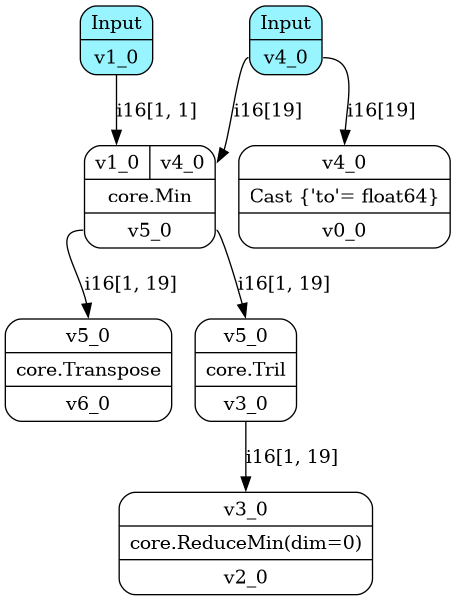 Input
v1_0
Input
v4_0
i16[1, 1]
i16[19]
i16[19]
v1_0 v4_0
core.Min
v5_0
v4_0
Cast {'to'= float64}
v0_0
i16[1, 19]
i16[1, 19]
v5_0
core.Transpose
v6_0
v5_0
core.Tril
v3_0
i16[1, 19]
v3_0
core.ReduceMin(dim=0)
v2_0